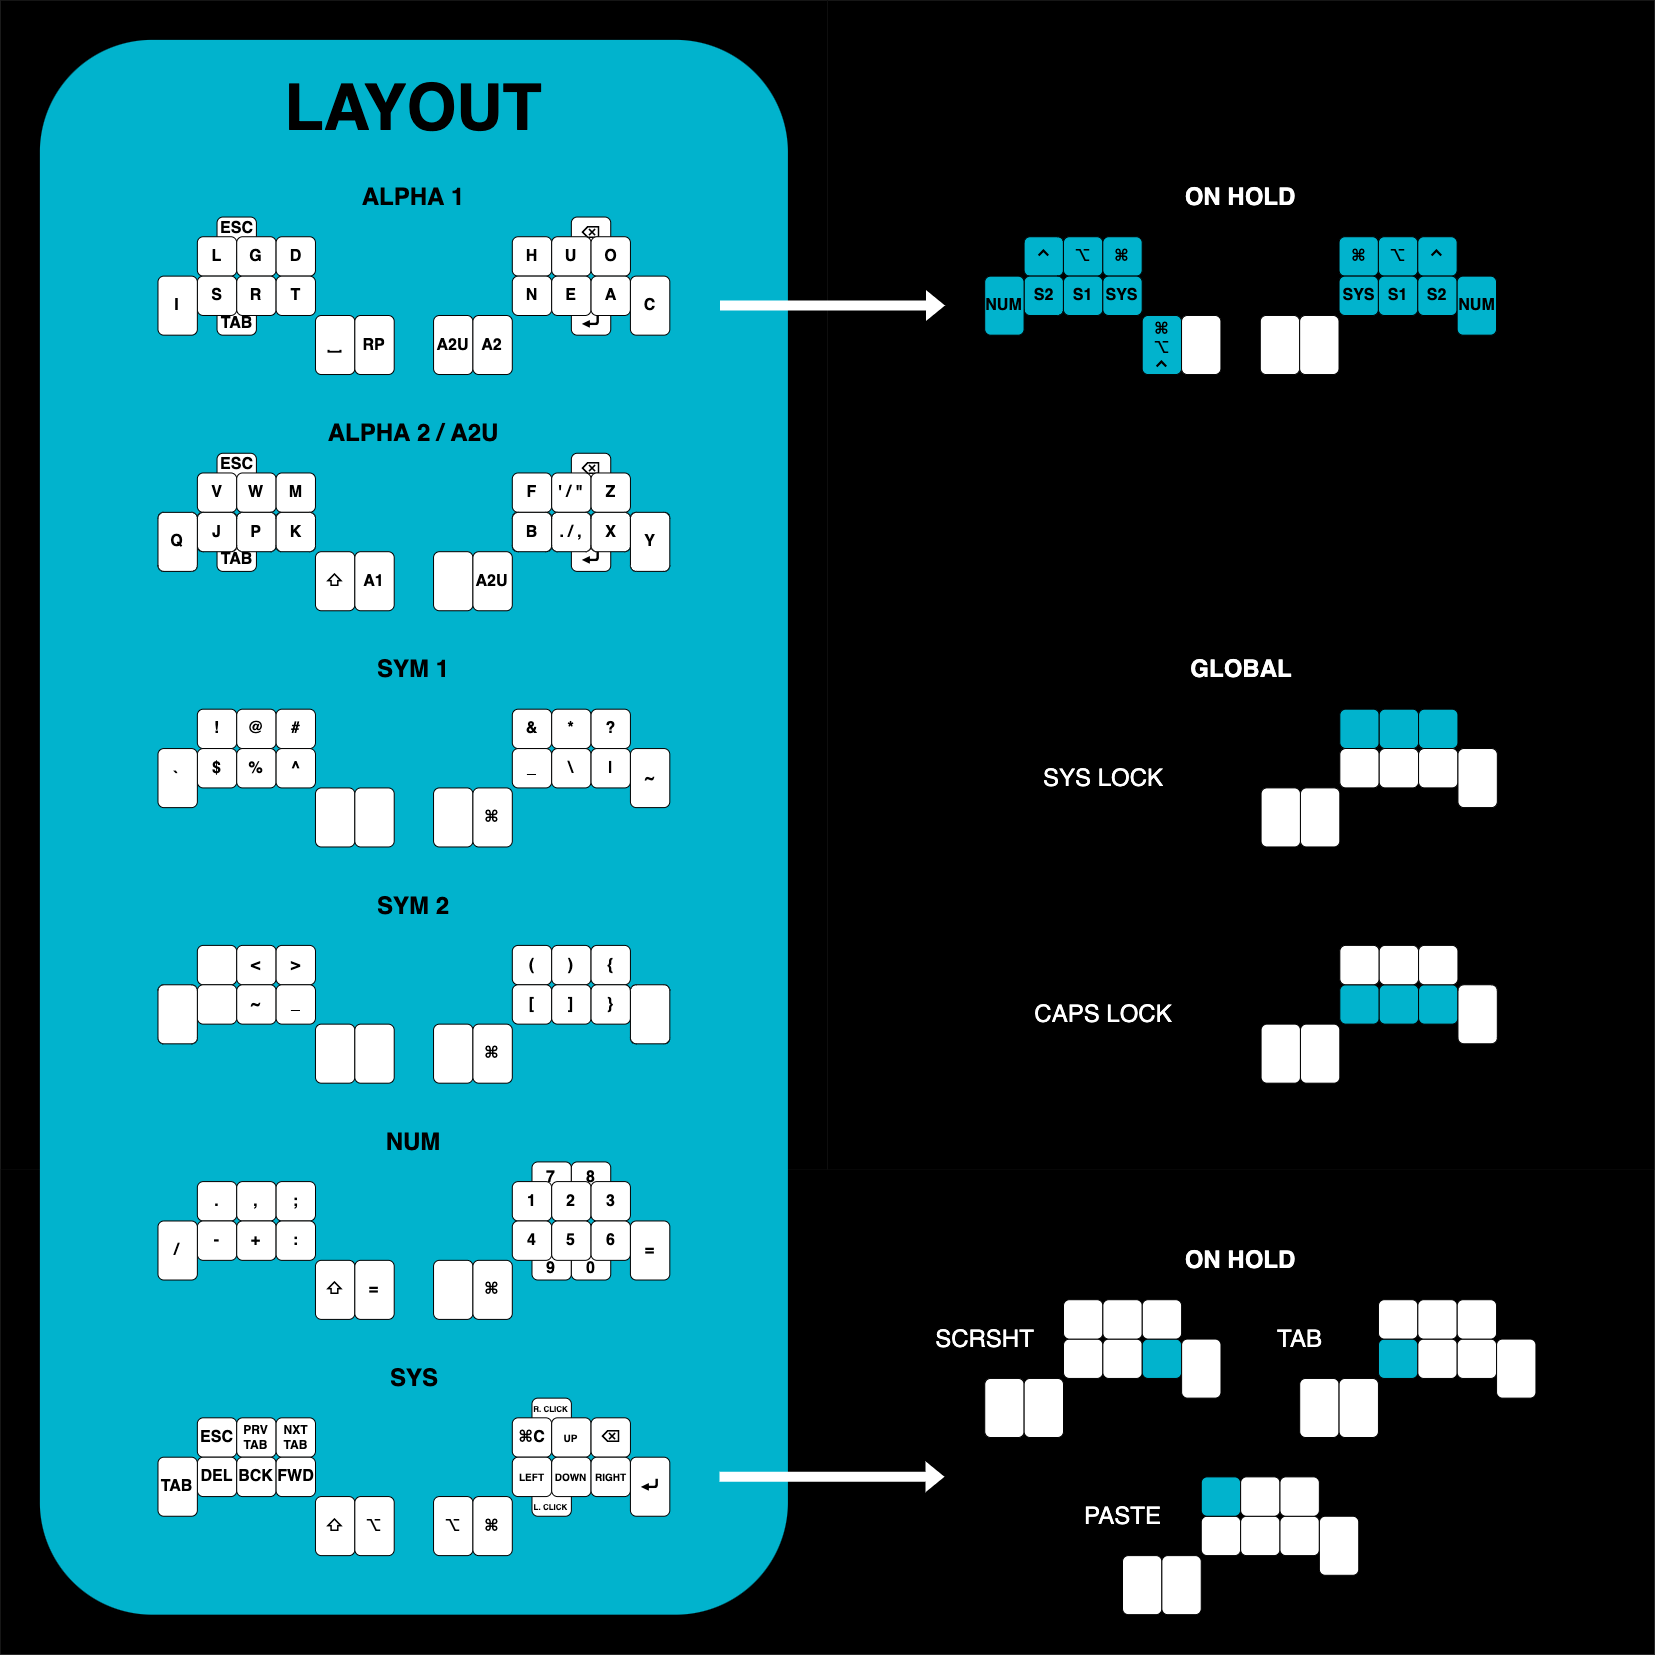 LAYOUT
ALPHA 1
ESC ⌫
L G D H U O
I S R T N E A C
TAB ↵
⎵ RP A2U A2
ON HOLD
^ ⌥ ⌘ ⌘ ⌥ ^
NUM S2 S1 SYS SYS S1 S2 NUM
⌘
⌥
^
ALPHA 2 / A2U
ESC ⌫
V W M F '/" Z
Q J P K B ./, X Y
TAB ↵
⇧ A1 A2U
SYM 1
! @ # & * ?
` $ % ^ _ \ | ~
⌘
GLOBAL
SYS LOCK
SYM 2
< > ( ) {
~ _ [ ] }
⌘
CAPS LOCK
NUM
7 8
. , ; 1 2 3
/ - + : 4 5 6 =
9 0
⇧ = ⌘
SYS
R. CLICK
ESC PRV TAB NXT TAB ⌘C UP ⌫
TAB DEL BCK FWD LEFT DOWN RIGHT ↵
L. CLICK
⇧ ⌥ ⌥ ⌘
ON HOLD
SCRSHT TAB
PASTE